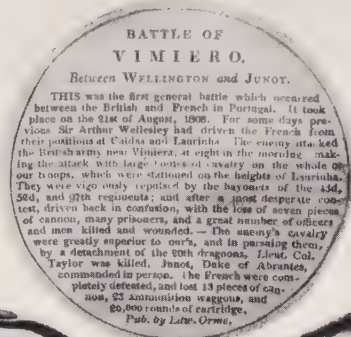 BATTLE OF
VIMIERO.
Between WELLINGTON and JUNOT.
THIS was the first general battle which occurred
between the British and French in Portugal. It took
place on the 21st of August, 1808. For some days pre-
vious Sir Arthur Wellesley had driven the French from
their positions at Caldas and Laurinha The enemy attacked
the British army near Vimiera, at eight in the morning mak-
ing the attack with large bodies of cavalry on the whole of
our troops, which were stationed on the heights of Laurinha.
They were vigorously repulsed by the bayonets of the 43d,
52d, and 97th regiments; and after a most desperate con-
test, driven back in confusion, with the loss of seven pieces
of cannon, many prisoners, and a great number of officers
and men killed and wounded. — The enemy's cavalry
were greatly superior to our's, and in pursuing them,
by a detachment of the 20th dragoons, Lieut. Col.
Taylor was killed. Junot, Duke of Abrantes,
commanded in person. The French were com-
pletely defeated, and lost 13 pieces of can-
non, 23 ammunition waggons, and
20,000 rounds of cartridge.
Pub. by Edw. Orme.